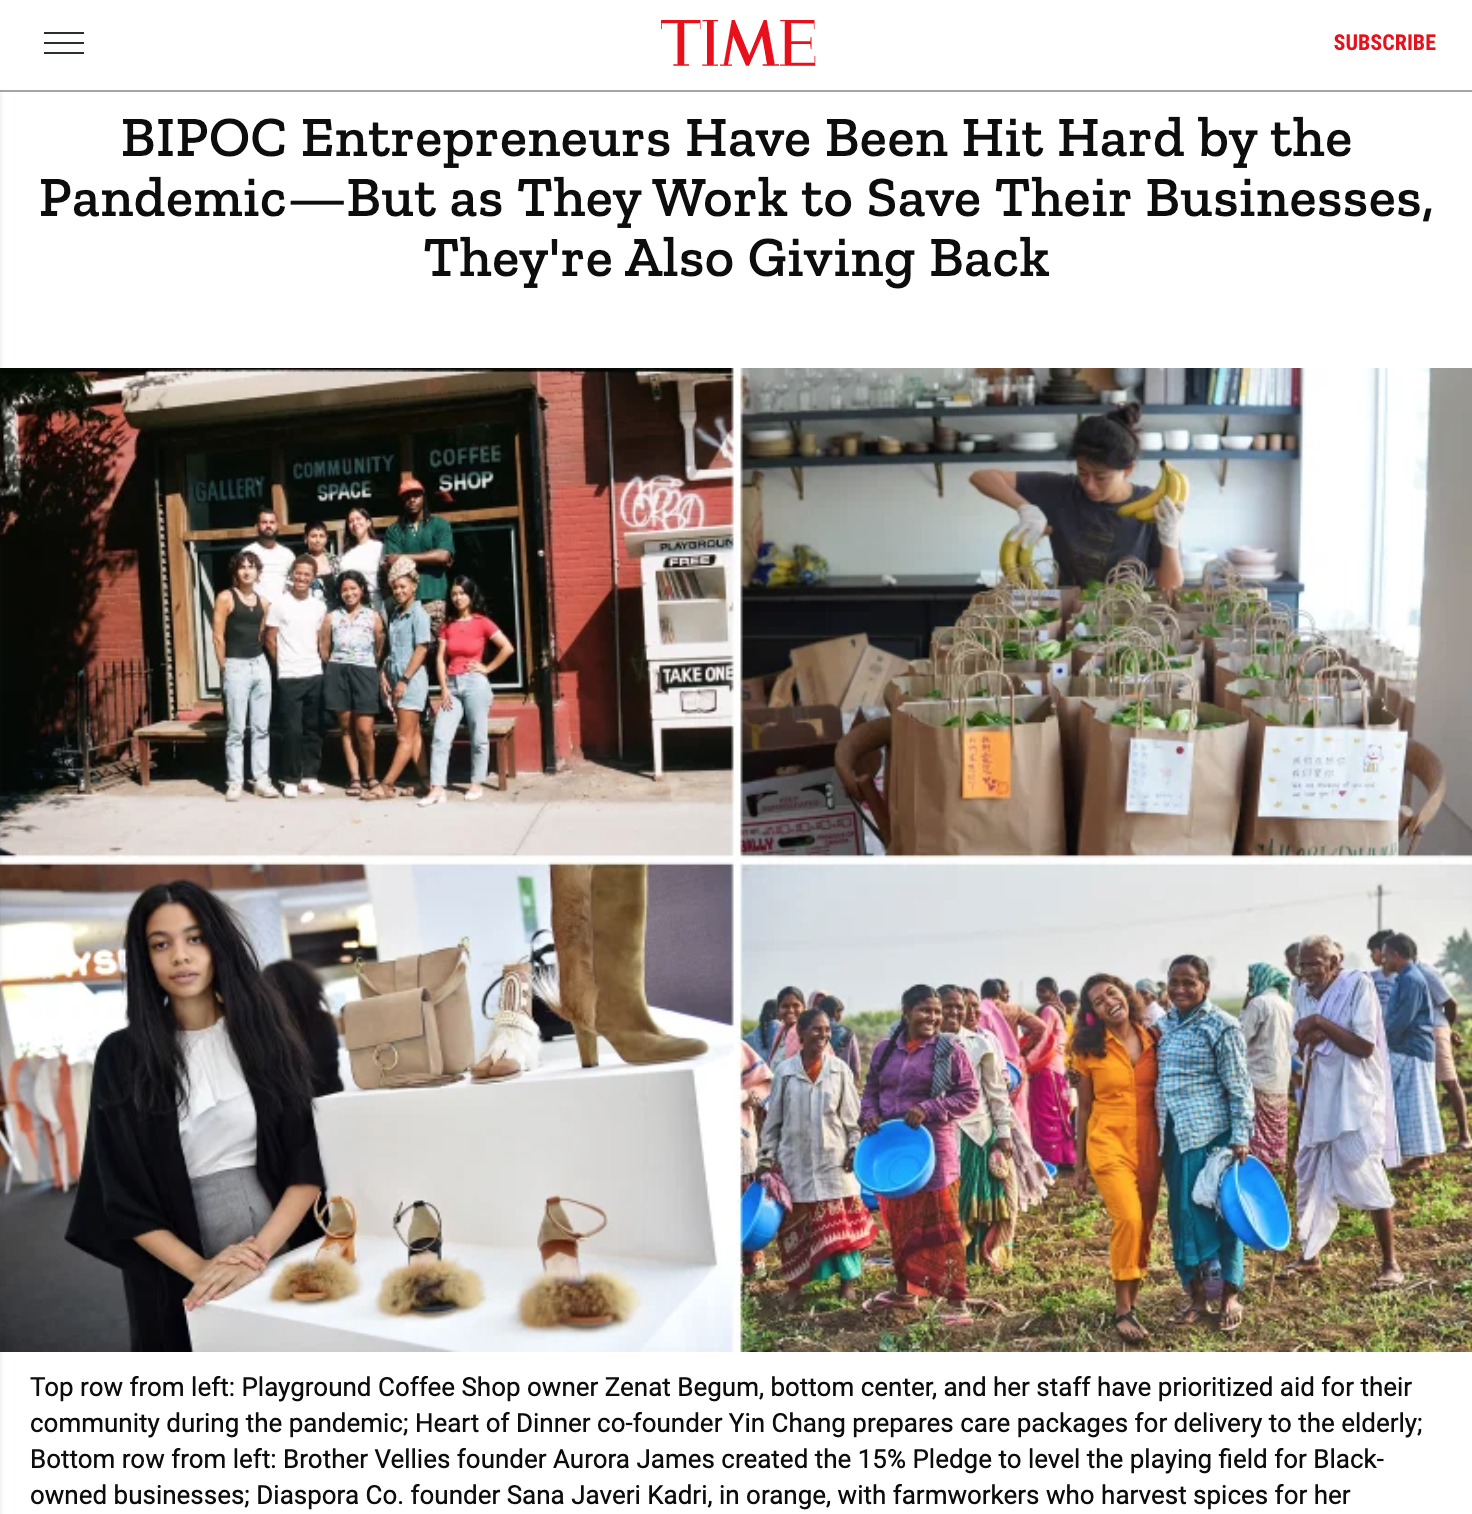 TIME
SUBSCRIBE
BIPOC Entrepreneurs Have Been Hit Hard by the
Pandemic—But as They Work to Save Their Businesses,
They're Also Giving Back
GALLERY
COMMUNITY
SPACE
COFFEE
SHOP
PLAYGROUN
FREE
TAKE ONE
Top row from left: Playground Coffee Shop owner Zenat Begum, bottom center, and her staff have prioritized aid for their
community during the pandemic; Heart of Dinner co-founder Yin Chang prepares care packages for delivery to the elderly;
Bottom row from left: Brother Vellies founder Aurora James created the 15% Pledge to level the playing field for Black-
owned businesses; Diaspora Co. founder Sana Javeri Kadri, in orange, with farmworkers who harvest spices for her